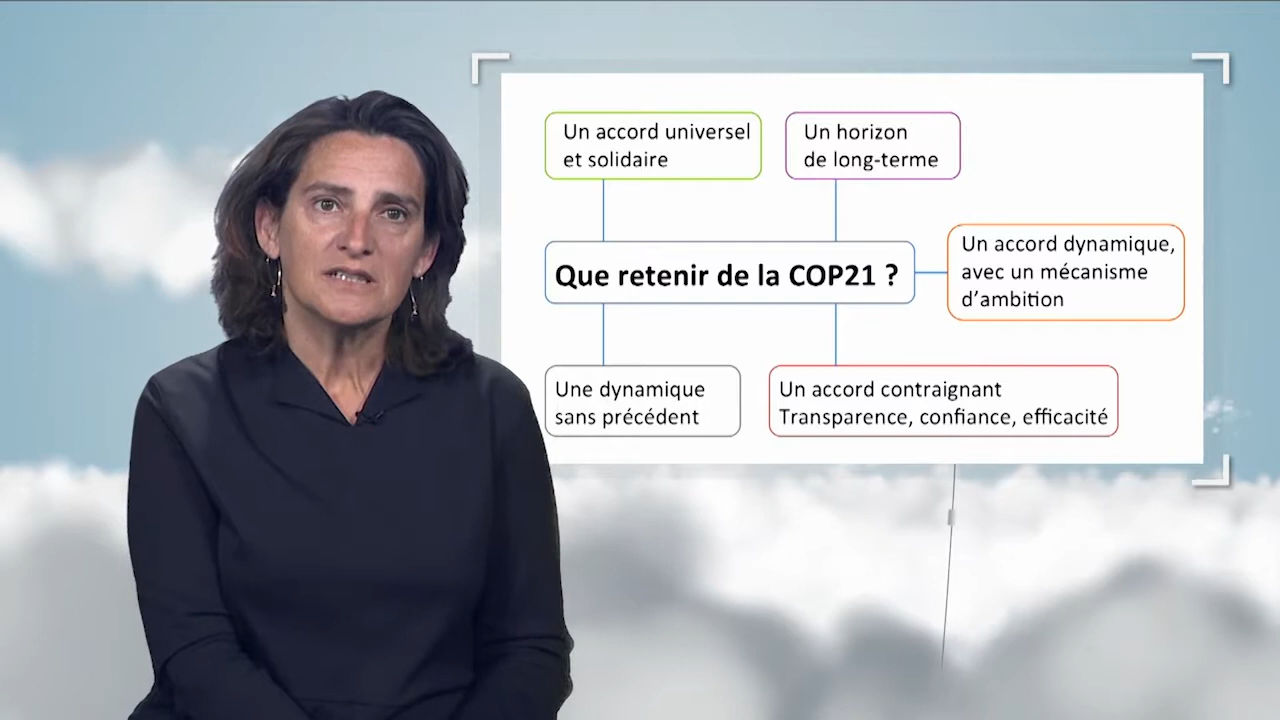 Un accord universel
et solidaire
Un horizon
de long-terme
Que retenir de la COP21 ?
Un accord dynamique,
avec un mécanisme
d'ambition
Une dynamique
sans précédent
Un accord contraignant
Transparence, confiance, efficacité